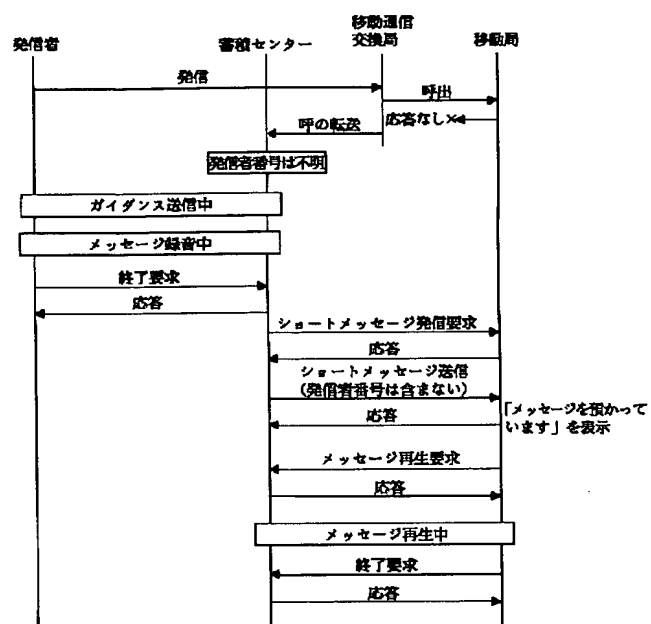 発信者
蓄積センター
移動通信
交換局
移動局
発信
呼出
応答なし×
呼の転送
発信者番号は不明
ガイダンス送信中
メッセージ録音中
終了要求
応答
ショートメッセージ発信要求
応答
ショートメッセージ送信
(発信者番号は含まない)
応答
「メッセージを預かって
います」を表示
メッセージ再生要求
応答
メッセージ再生中
終了要求
応答